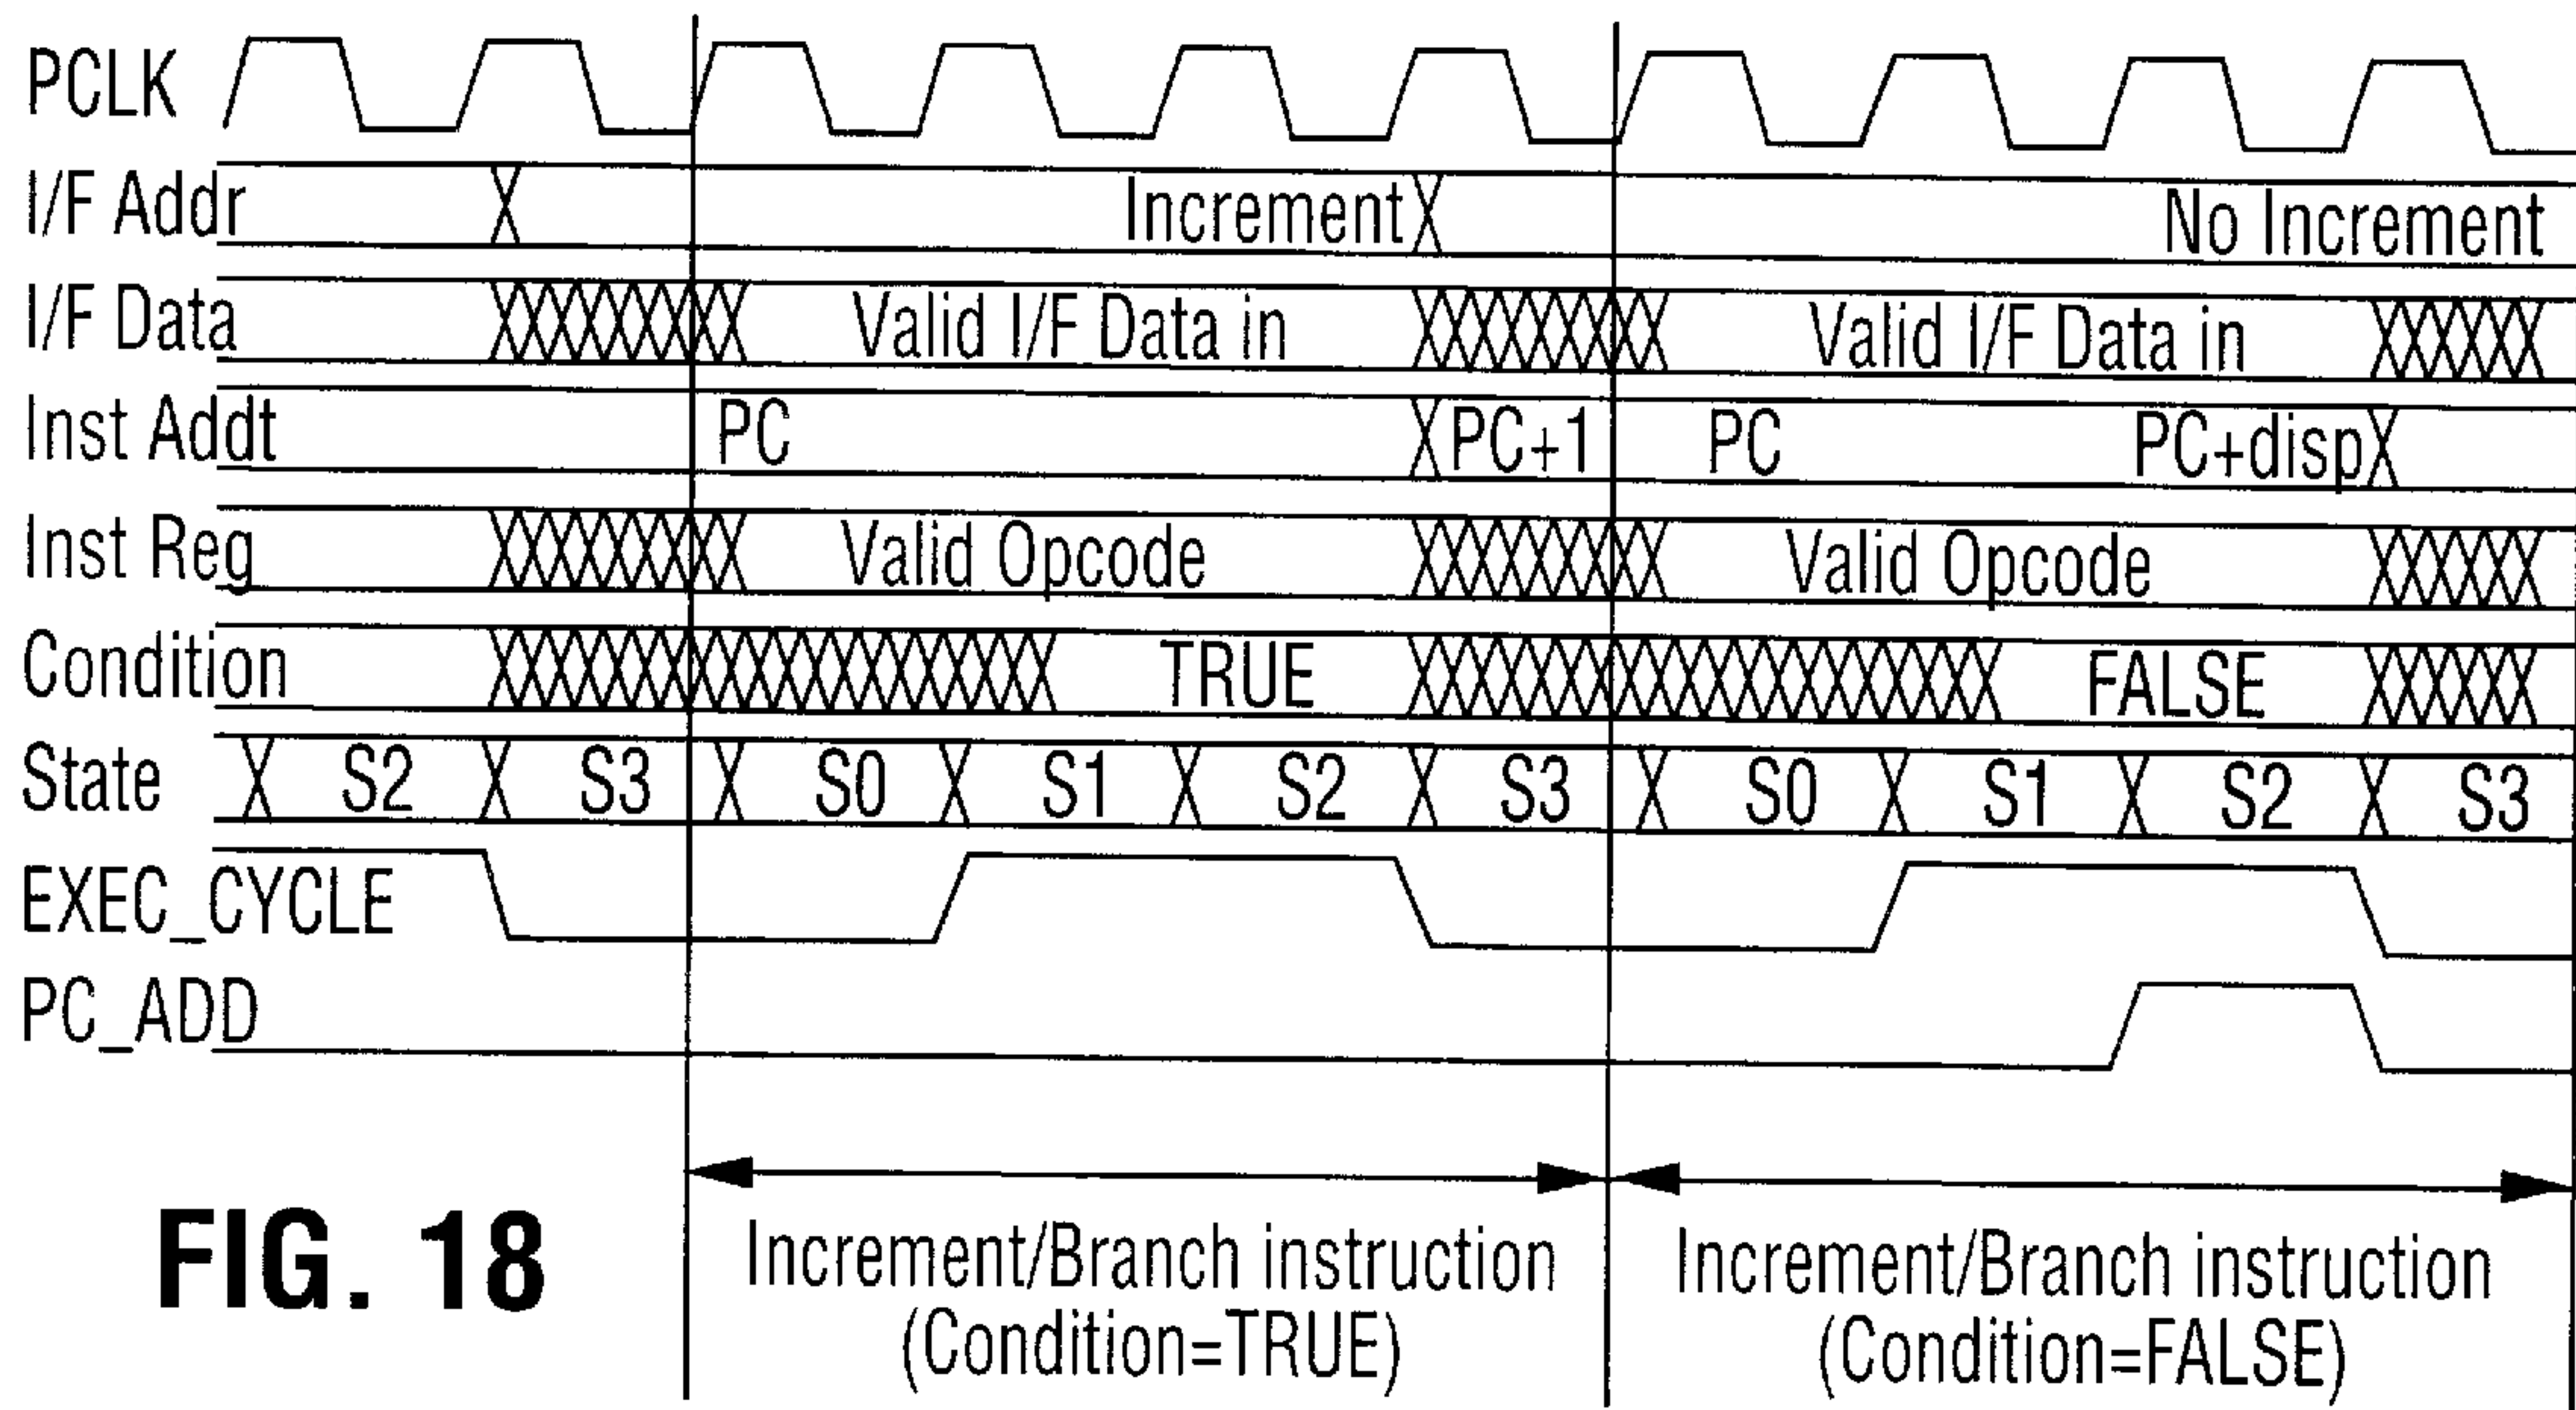 PCLK
I/F Addr Increment No Increment
I/F Data Valid I/F Data in Valid I/F Data in
Inst Addt PC PC+1 PC PC+disp
Inst Reg Valid Opcode Valid Opcode
Condition TRUE FALSE
State S2 S3 S0 S1 S2 S3 S0 S1 S2 S3
EXEC_CYCLE
PC_ADD
FIG. 18
Increment/Branch instruction
(Condition=TRUE)
Increment/Branch instruction
(Condition=FALSE)